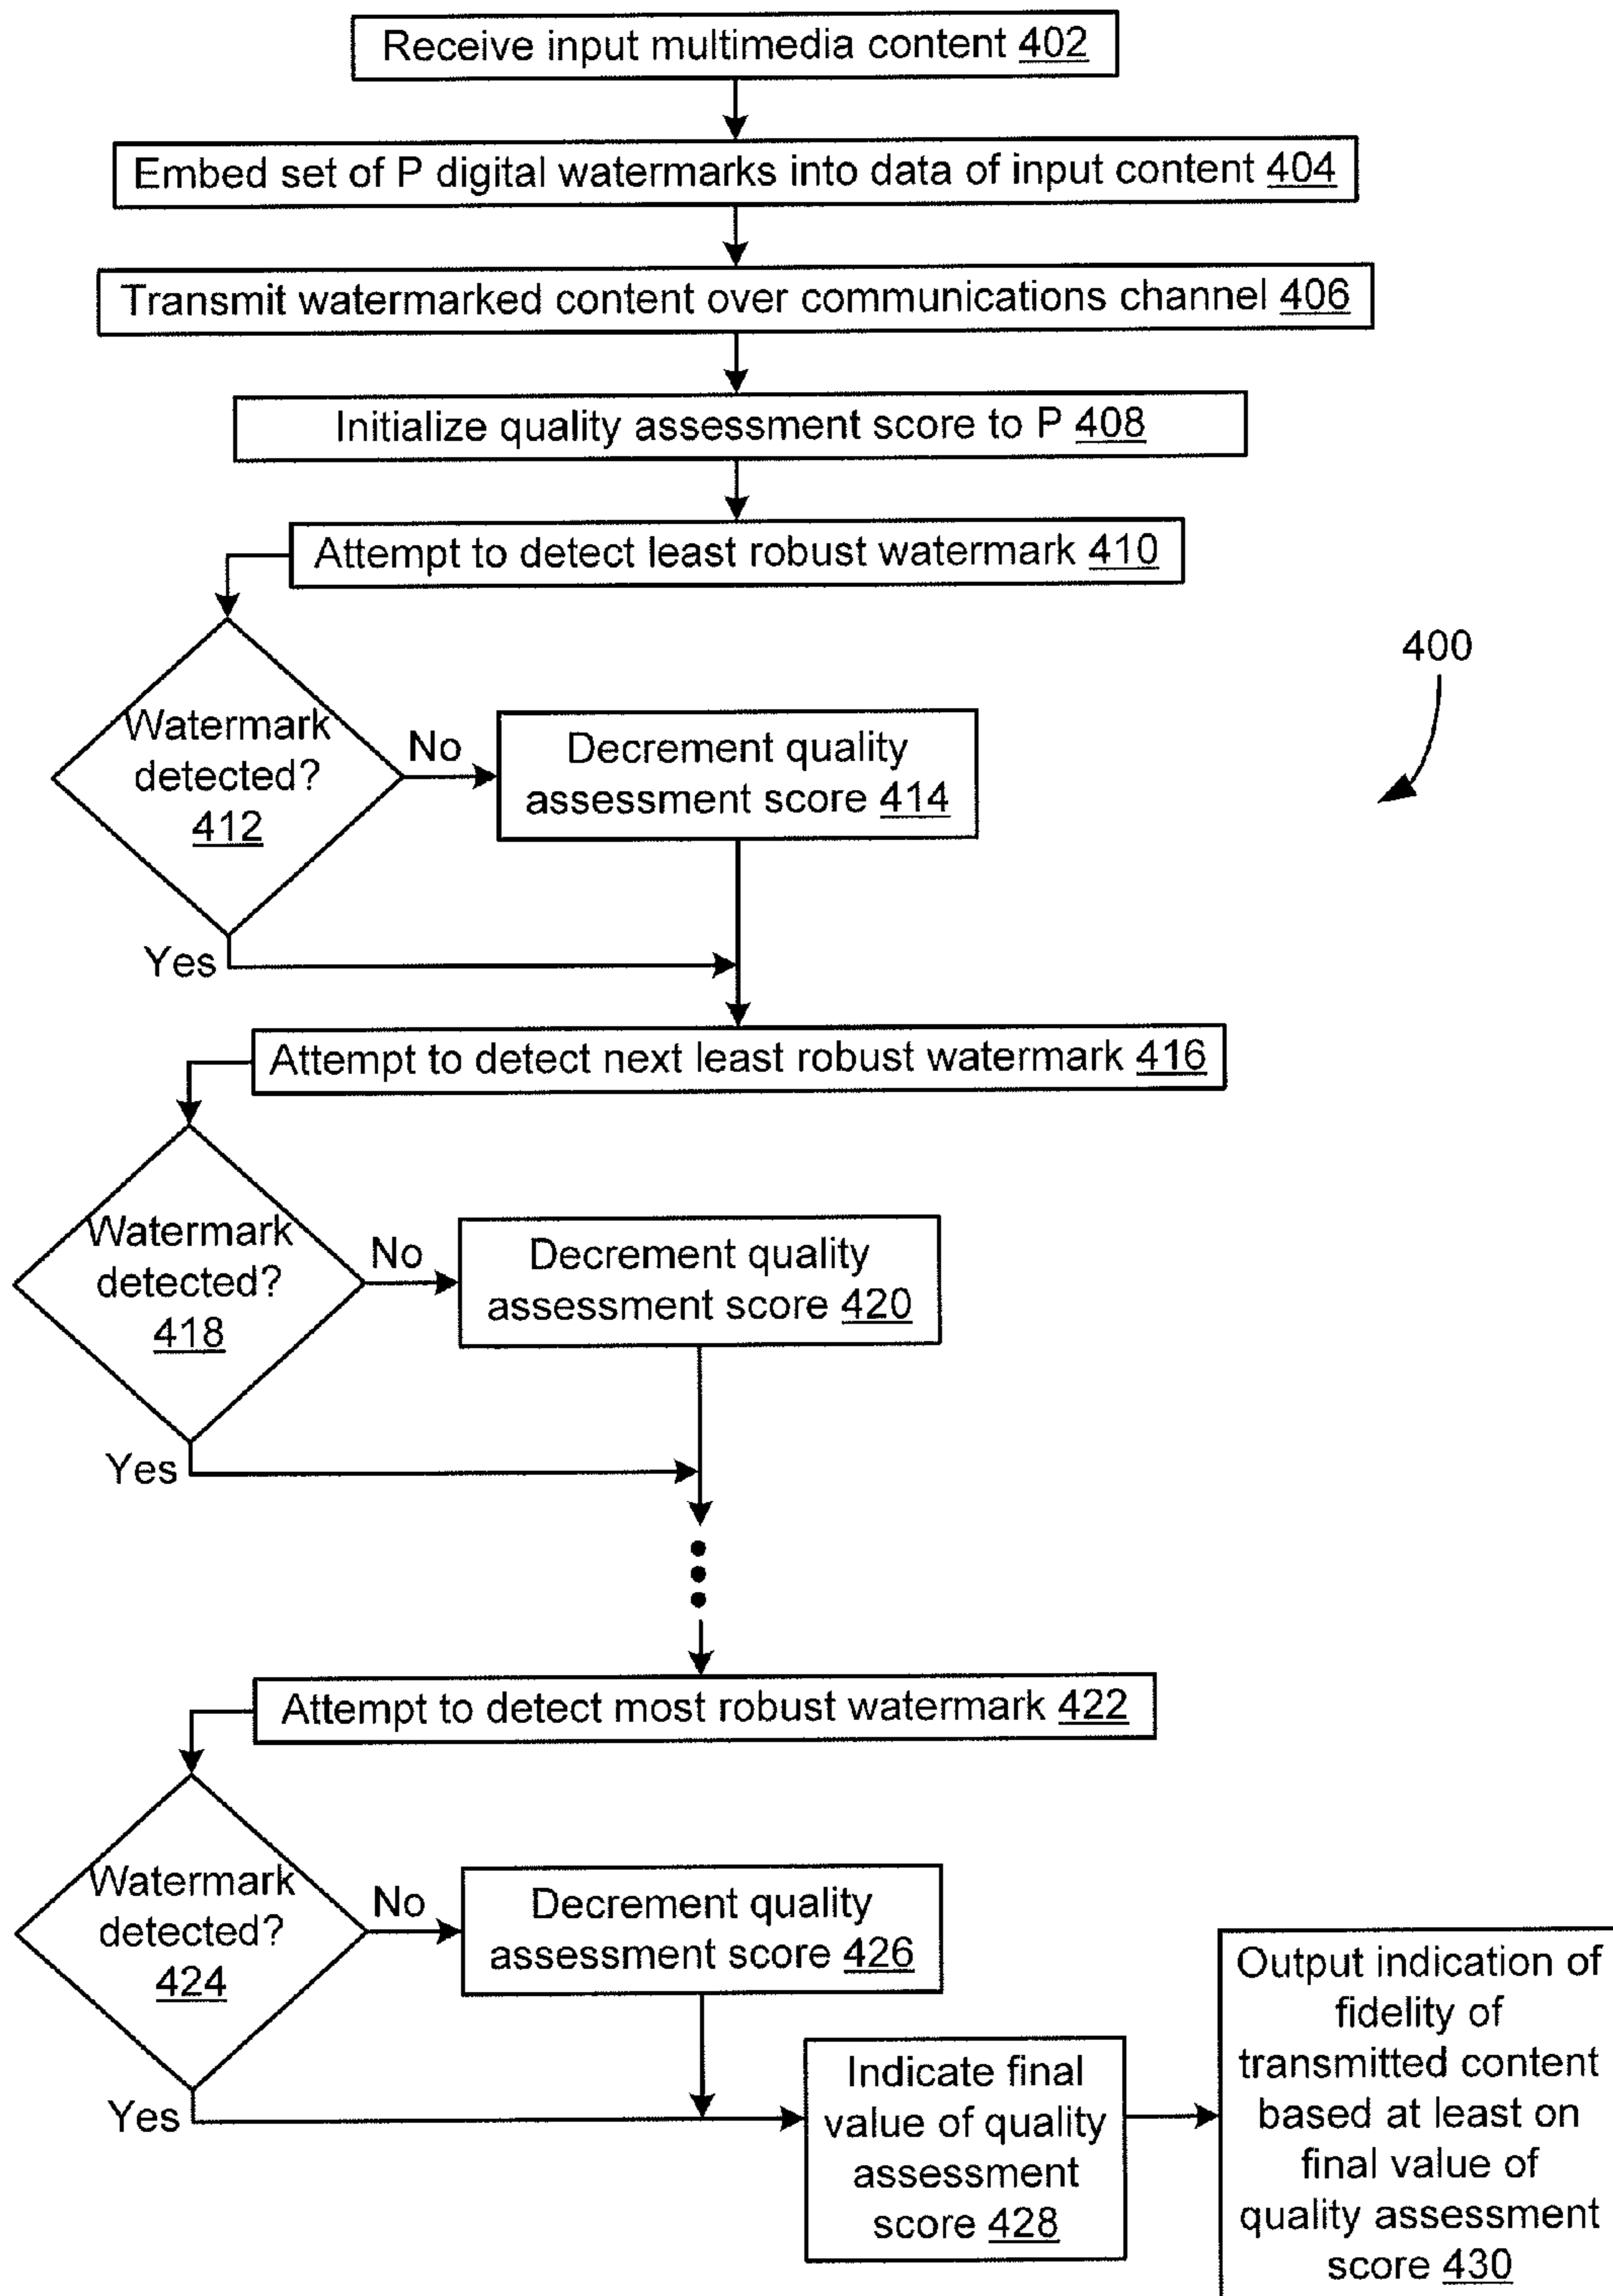 Receive input multimedia content 402
Embed set of P digital watermarks into data of input content 404
Transmit watermarked content over communications channel 406
Initialize quality assessment score to P 408
Attempt to detect least robust watermark 410
400
Watermark
detected?
412
No
Decrement quality
assessment score 414
Yes
Attempt to detect next least robust watermark 416
Watermark
detected?
418
No
Decrement quality
assessment score 420
Yes
Attempt to detect most robust watermark 422
Watermark
detected?
424
No
Decrement quality
assessment score 426
Yes
Indicate final
value of quality
assessment
score 428
Output indication of
fidelity of
transmitted content
based at least on
final value of
quality assessment
score 430